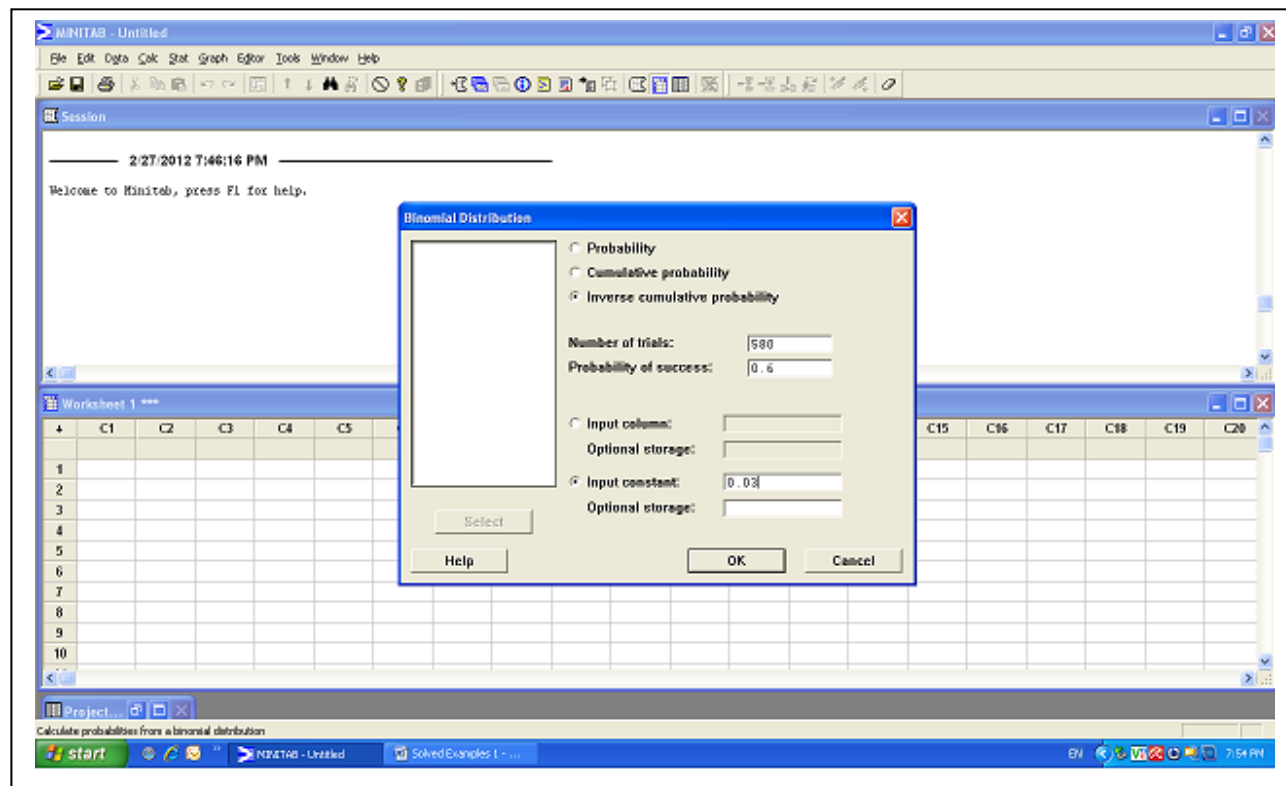 MINITAB - Untitled
File Edit Data Calc Stat Graph Editor Tools Window Help
Session
2/27/2012 7:46:16 PM
Welcome to Minitab, press F1 for help.
Binomial Distribution
Probability
Cumulative probability
Inverse cumulative probability
Number of trials: 580
Probability of success: 0.6
Input column:
Optional storage:
Input constant: 0.03
Optional storage:
Select
Help OK Cancel
Worksheet 1 ***
C1 C2 C3 C4 C5 C15 C16 C17 C18 C19 C20
1
2
3
4
5
6
7
8
9
10
Project...
Calculate probabilities from a binomial distribution
start MINITAB - Untitled Solved Examples 1 - ... EN 7:54 PM